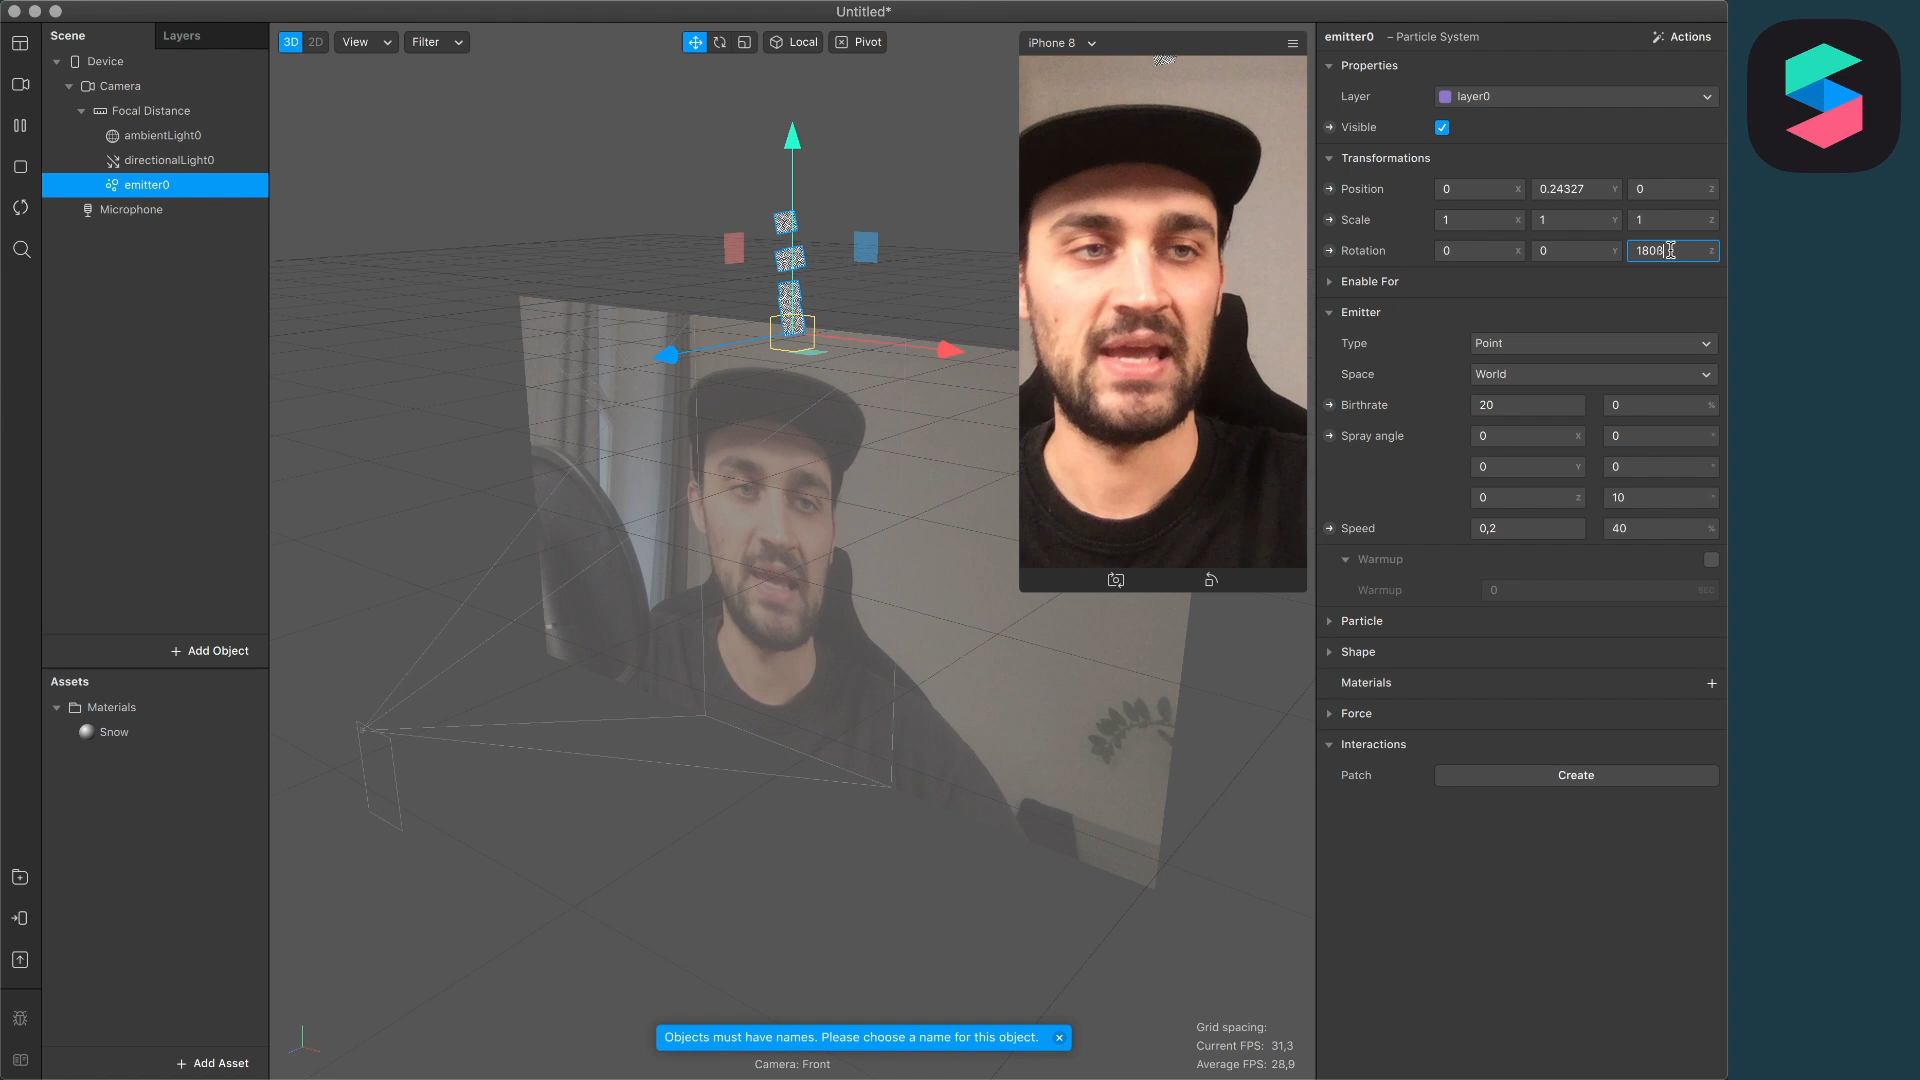 Untitled*
Scene
Layers
3D
2D
View
Filter
Local
Pivot
iPhone 8
emitter0
– Particle System
Actions
Device
Camera
Focal Distance
ambientLight0
directionalLight0
emitter0
Microphone
Properties
Layer
layer0
Visible
Transformations
Position
0 X
0.24327 Y
0 Z
Scale
1 X
1 Y
1 Z
Rotation
0 X
0 Y
Z
Enable For
Emitter
Type
Point
Space
World
Birthrate
20
0 %
Spray angle
0 X
0 °
0 Y
0 °
0 Z
10 °
Speed
0,2
40 %
Warmup
Warmup
0 SEC
Particle
Shape
Materials
Force
Interactions
Patch
Create
+ Add Object
Assets
Materials
Snow
+ Add Asset
Objects must have names. Please choose a name for this object.
Camera: Front
Grid spacing:
Current FPS: 31,3
Average FPS: 28,9